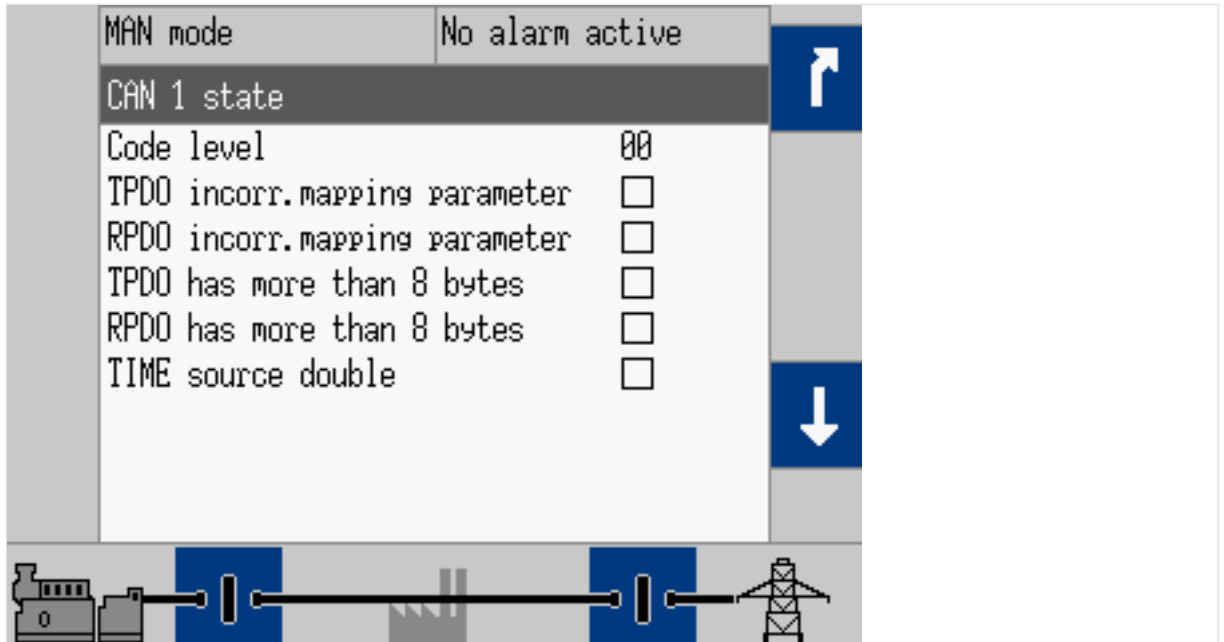 MAN mode
No alarm active
CAN 1 state
Code level 00
TPDO incorr.mapping parameter
RPDO incorr.mapping parameter
TPDO has more than 8 bytes
RPDO has more than 8 bytes
TIME source double
0